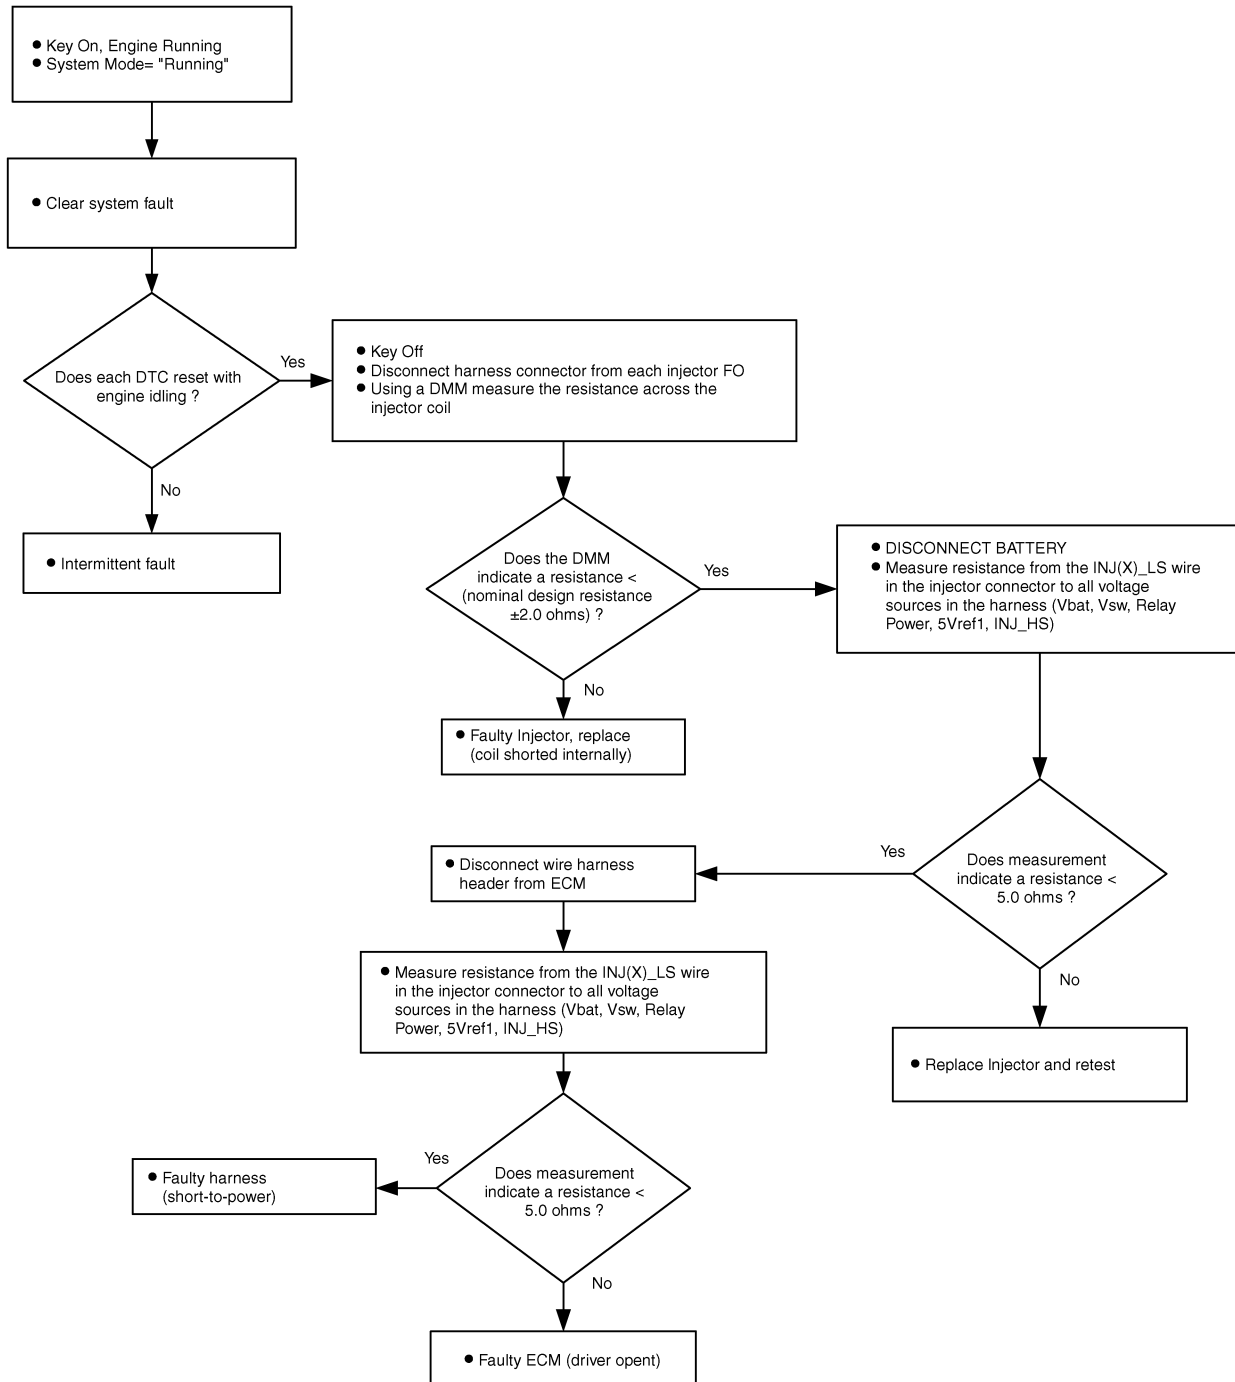 ● Key On, Engine Running
● System Mode= "Running"
● Clear system fault
Does each DTC reset with
engine idling ?
Yes
No
● Intermittent fault
● Key Off
● Disconnect harness connector from each injector FO
● Using a DMM measure the resistance across the
injector coil
Does the DMM
indicate a resistance <
(nominal design resistance
±2.0 ohms) ?
Yes
No
● Faulty Injector, replace
(coil shorted internally)
● DISCONNECT BATTERY
● Measure resistance from the INJ(X)_LS wire
in the injector connector to all voltage
sources in the harness (Vbat, Vsw, Relay
Power, 5Vref1, INJ_HS)
Does measurement
indicate a resistance <
5.0 ohms ?
Yes
No
● Replace Injector and retest
● Disconnect wire harness
header from ECM
● Measure resistance from the INJ(X)_LS wire
in the injector connector to all voltage
sources in the harness (Vbat, Vsw, Relay
Power, 5Vref1, INJ_HS)
Does measurement
indicate a resistance <
5.0 ohms ?
Yes
● Faulty harness
(short-to-power)
No
● Faulty ECM (driver opent)